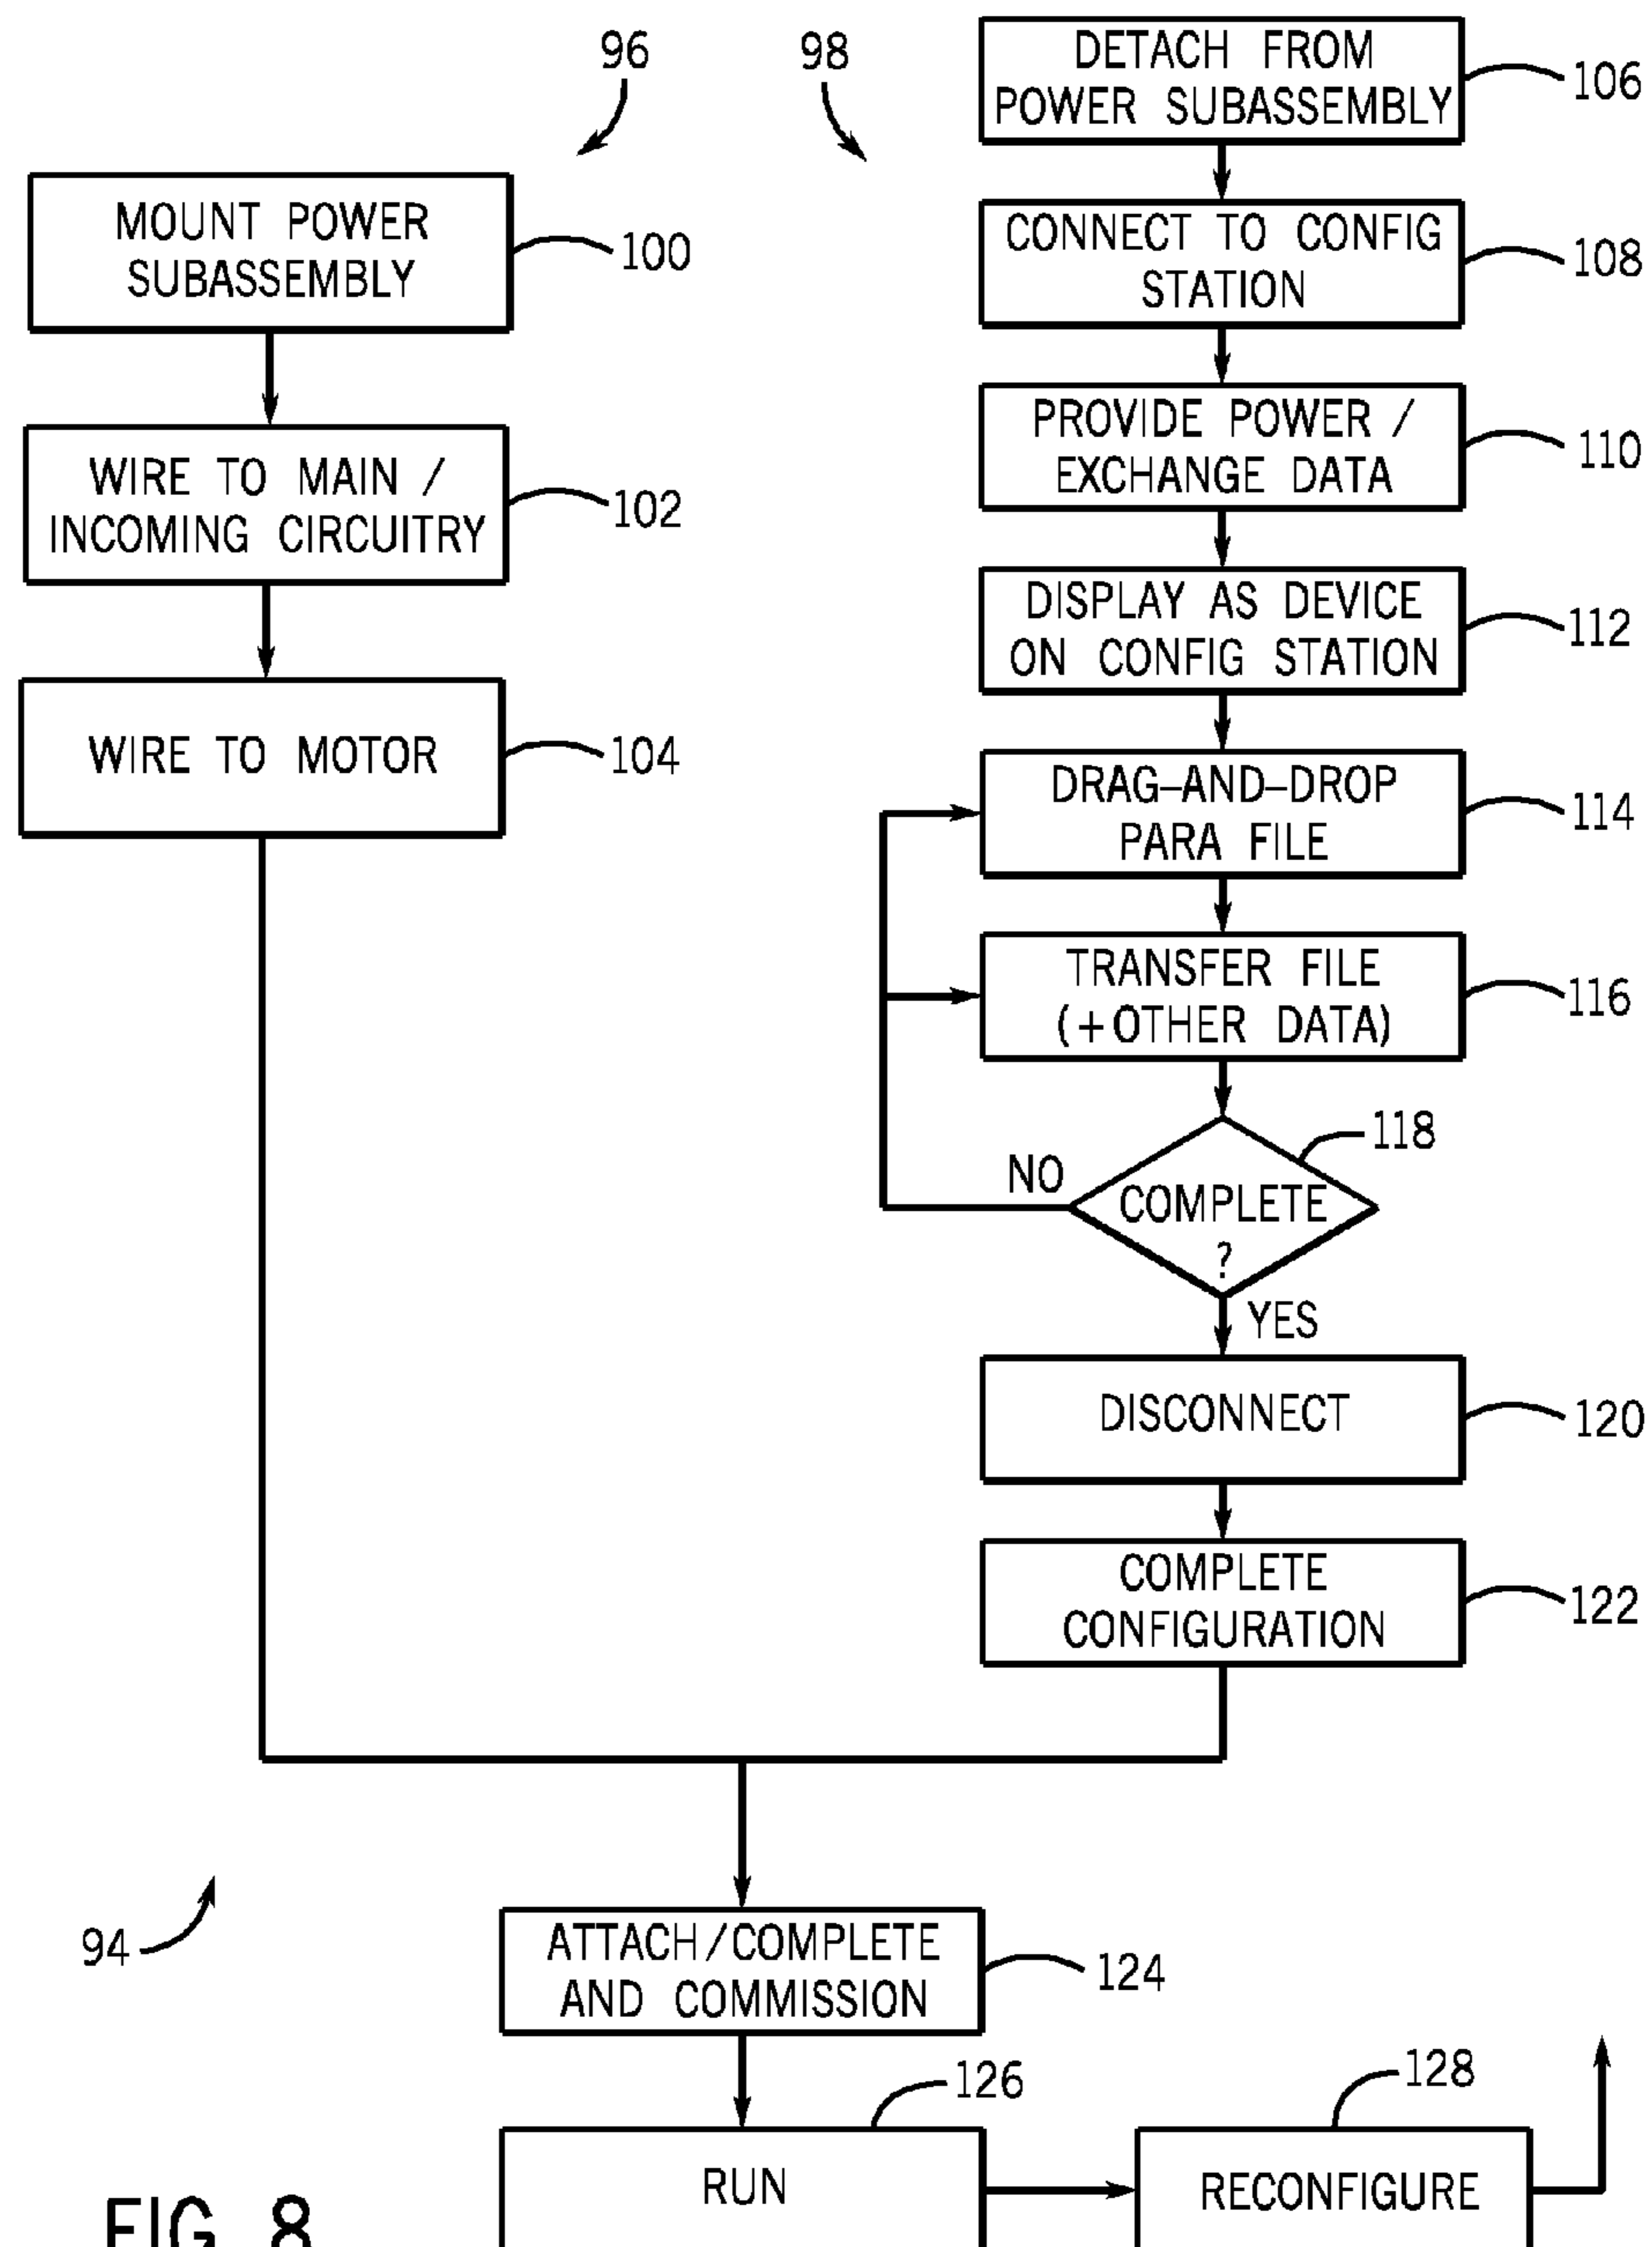 96
98
DETACH FROM
POWER SUBASSEMBLY
106
MOUNT POWER
SUBASSEMBLY
100
CONNECT TO CONFIG
STATION
108
WIRE TO MAIN /
INCOMING CIRCUITRY
102
PROVIDE POWER /
EXCHANGE DATA
110
DISPLAY AS DEVICE
ON CONFIG STATION
112
WIRE TO MOTOR
104
DRAG–AND–DROP
PARA FILE
114
TRANSFER FILE
(+OTHER DATA)
116
118
NO
COMPLETE
?
YES
DISCONNECT
120
COMPLETE
CONFIGURATION
122
94
ATTACH/COMPLETE
AND COMMISSION
124
126
128
RUN
RECONFIGURE
FIG. 8